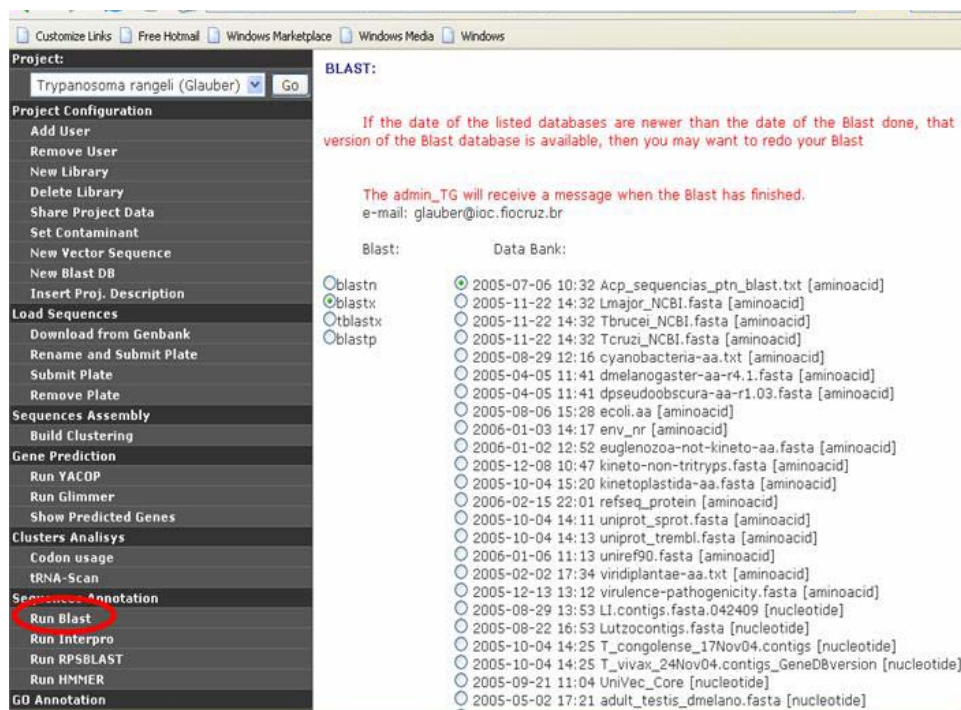 Customize Links Free Hotmail Windows Marketplace Windows Media Windows
Project:
Trypanosoma rangeli (Glauber) Go
Project Configuration
Add User
Remove User
New Library
Delete Library
Share Project Data
Set Contaminant
New Vector Sequence
New Blast DB
Insert Proj. Description
Load Sequences
Download from Genbank
Rename and Submit Plate
Submit Plate
Remove Plate
Sequences Assembly
Build Clustering
Gene Prediction
Run YACOP
Run Glimmer
Show Predicted Genes
Clusters Analisys
Codon usage
tRNA-Scan
Sequences Annotation
Run Blast
Run Interpro
Run RPSBLAST
Run HMMER
GO Annotation
BLAST:
If the date of the listed databases are newer than the date of the Blast done, that
version of the Blast database is available, then you may want to redo your Blast
The admin_TG will receive a message when the Blast has finished.
e-mail: glauber@ioc.fiocruz.br
Blast: Data Bank:
blastn
blastx
tblastx
blastp
2005-07-06 10:32 Acp_sequencias_ptn_blast.txt [aminoacid]
2005-11-22 14:32 Lmajor_NCBI.fasta [aminoacid]
2005-11-22 14:32 Tbrucei_NCBI.fasta [aminoacid]
2005-11-22 14:32 Tcruzi_NCBI.fasta [aminoacid]
2005-08-29 12:16 cyanobacteria-aa.txt [aminoacid]
2005-04-05 11:41 dmelanogaster-aa-r4.1.fasta [aminoacid]
2005-04-05 11:41 dpseudoobscura-aa-r1.03.fasta [aminoacid]
2005-08-06 15:28 ecoli.aa [aminoacid]
2006-01-03 14:17 env_nr [aminoacid]
2006-01-02 12:52 euglenozoa-not-kineto-aa.fasta [aminoacid]
2005-12-08 10:47 kineto-non-tritryps.fasta [aminoacid]
2005-10-04 15:20 kinetoplastida-aa.fasta [aminoacid]
2006-02-15 22:01 refseq_protein [aminoacid]
2005-10-04 14:11 uniprot_sprot.fasta [aminoacid]
2005-10-04 14:13 uniprot_trembl.fasta [aminoacid]
2006-01-06 11:13 uniref90.fasta [aminoacid]
2005-02-02 17:34 viridiplantae-aa.txt [aminoacid]
2005-12-13 13:12 virulence-pathogenicity.fasta [aminoacid]
2005-08-29 13:53 LI.contigs.fasta.042409 [nucleotide]
2005-08-22 16:53 Lutzocontigs.fasta [nucleotide]
2005-10-04 14:25 T_congolense_17Nov04.contigs [nucleotide]
2005-10-04 14:25 T_vivax_24Nov04.contigs_GeneDBversion [nucleotide]
2005-09-21 11:04 UniVec_Core [nucleotide]
2005-05-02 17:21 adult_testis_dmelano.fasta [nucleotide]